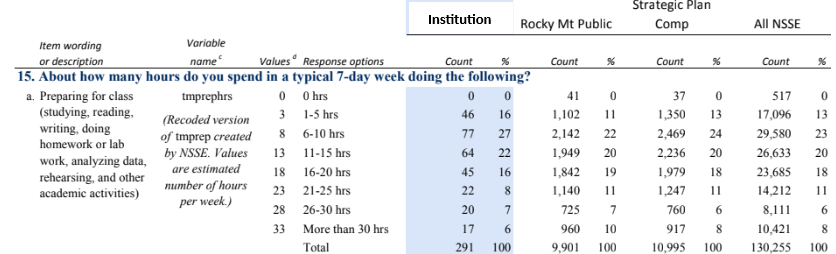 Strategic Plan
Institution Rocky Mt Public Comp All NSSE
Item wording Variable
or description name c Values d Response options Count % Count % Count % Count %
15. About how many hours do you spend in a typical 7-day week doing the following?
a. Preparing for class tmprephrs 0 0 hrs 0 0 41 0 37 0 517 0
(studying, reading, (Recoded version 3 1-5 hrs 46 16 1,102 11 1,350 13 17,096 13
writing, doing of tmprep created 8 6-10 hrs 77 27 2,142 22 2,469 24 29,580 23
homework or lab by NSSE. Values 13 11-15 hrs 64 22 1,949 20 2,236 20 26,633 20
work, analyzing data, are estimated 18 16-20 hrs 45 16 1,842 19 1,979 18 23,685 18
rehearsing, and other number of hours 23 21-25 hrs 22 8 1,140 11 1,247 11 14,212 11
academic activities) per week.) 28 26-30 hrs 20 7 725 7 760 6 8,111 6
33 More than 30 hrs 17 6 960 10 917 8 10,421 8
Total 291 100 9,901 100 10,995 100 130,255 100